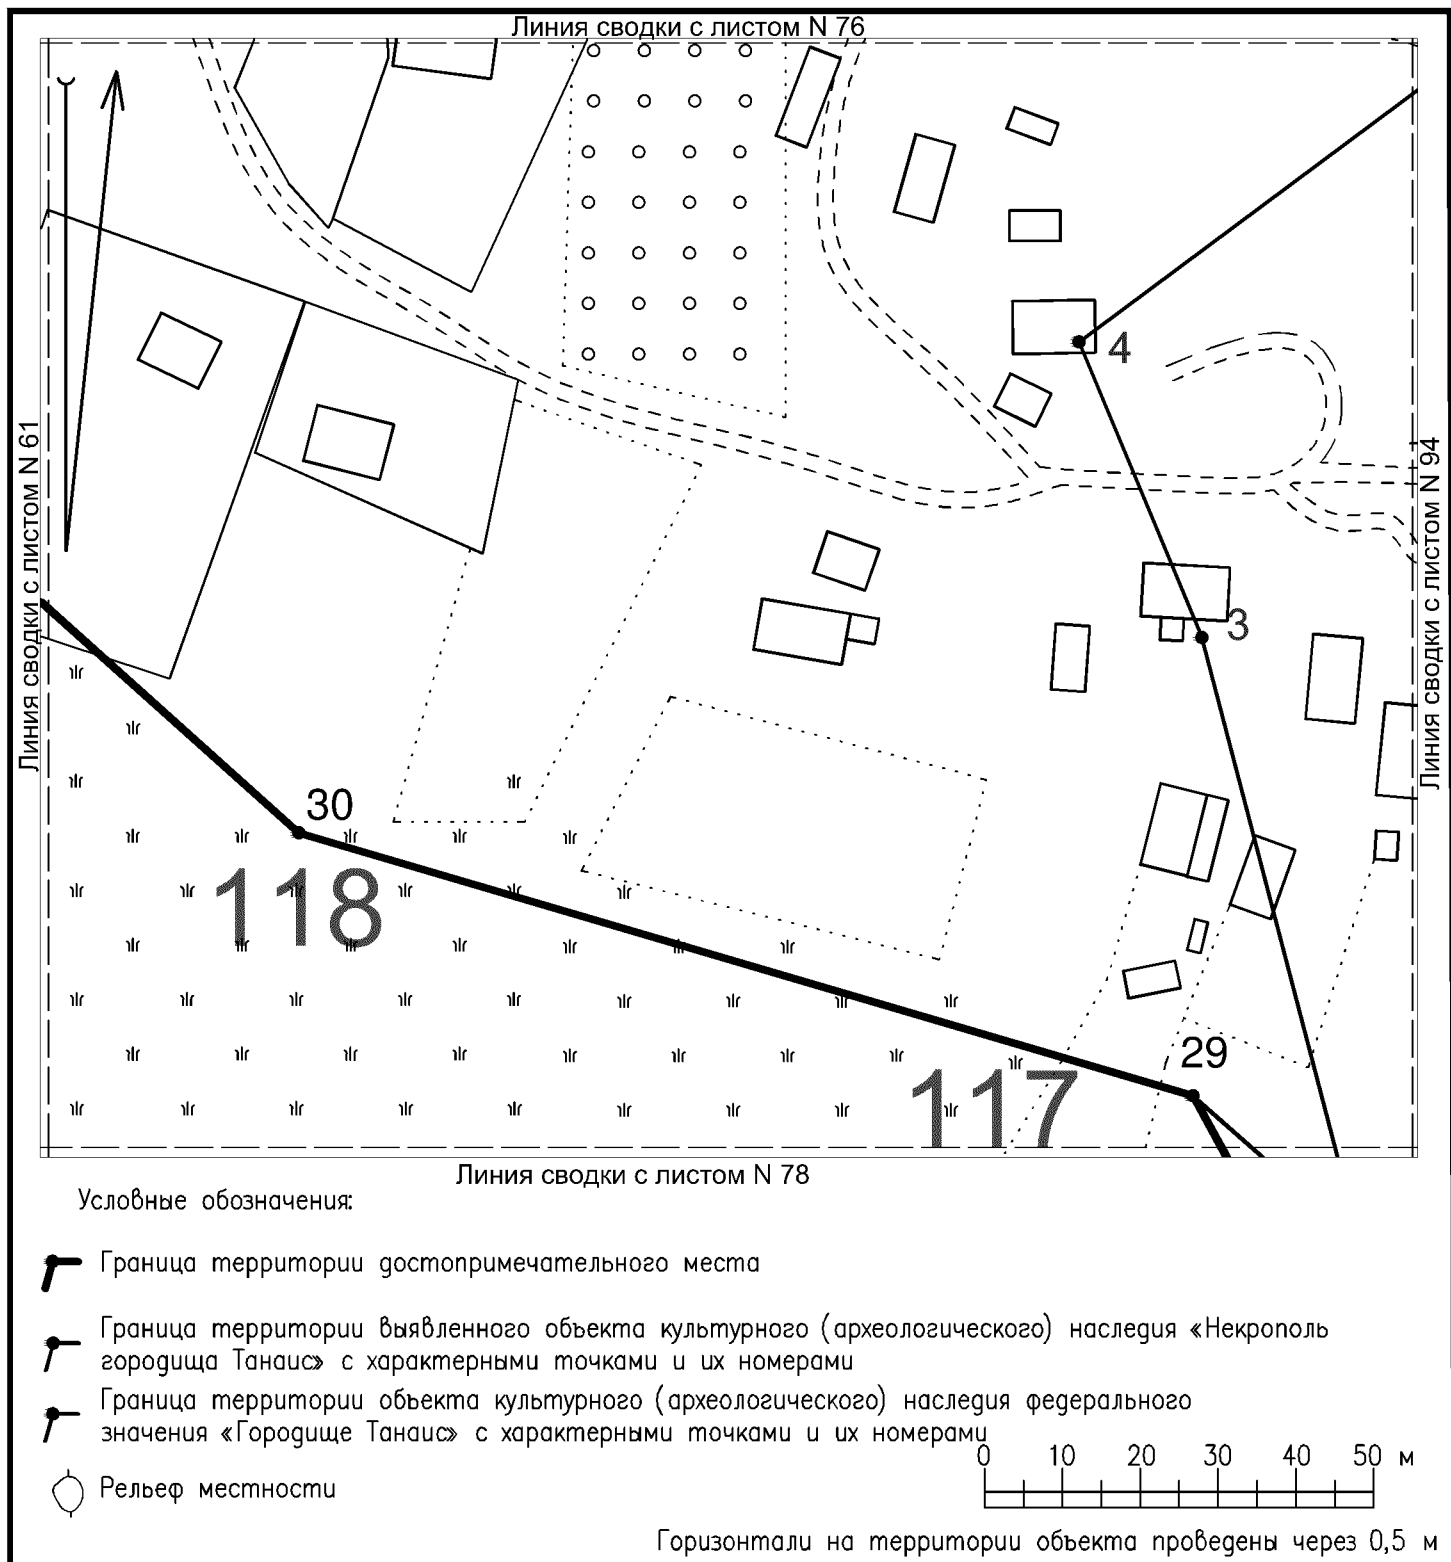 Линия сводки с листом N 76
Линия сводки с листом N 61
Линия сводки с листом N 94
4
3
30
118
29
117
Линия сводки с листом N 78
Условные обозначения:
Граница территории достопримечательного места
Граница территории выявленного объекта культурного (археологического) наследия «Некрополь
городища Танаис» с характерными точками и их номерами
Граница территории объекта культурного (археологического) наследия федерального
значения «Городище Танаис» с характерными точками и их номерами
Рельеф местности
0 10 20 30 40 50 м
Горизонтали на территории объекта проведены через 0,5 м